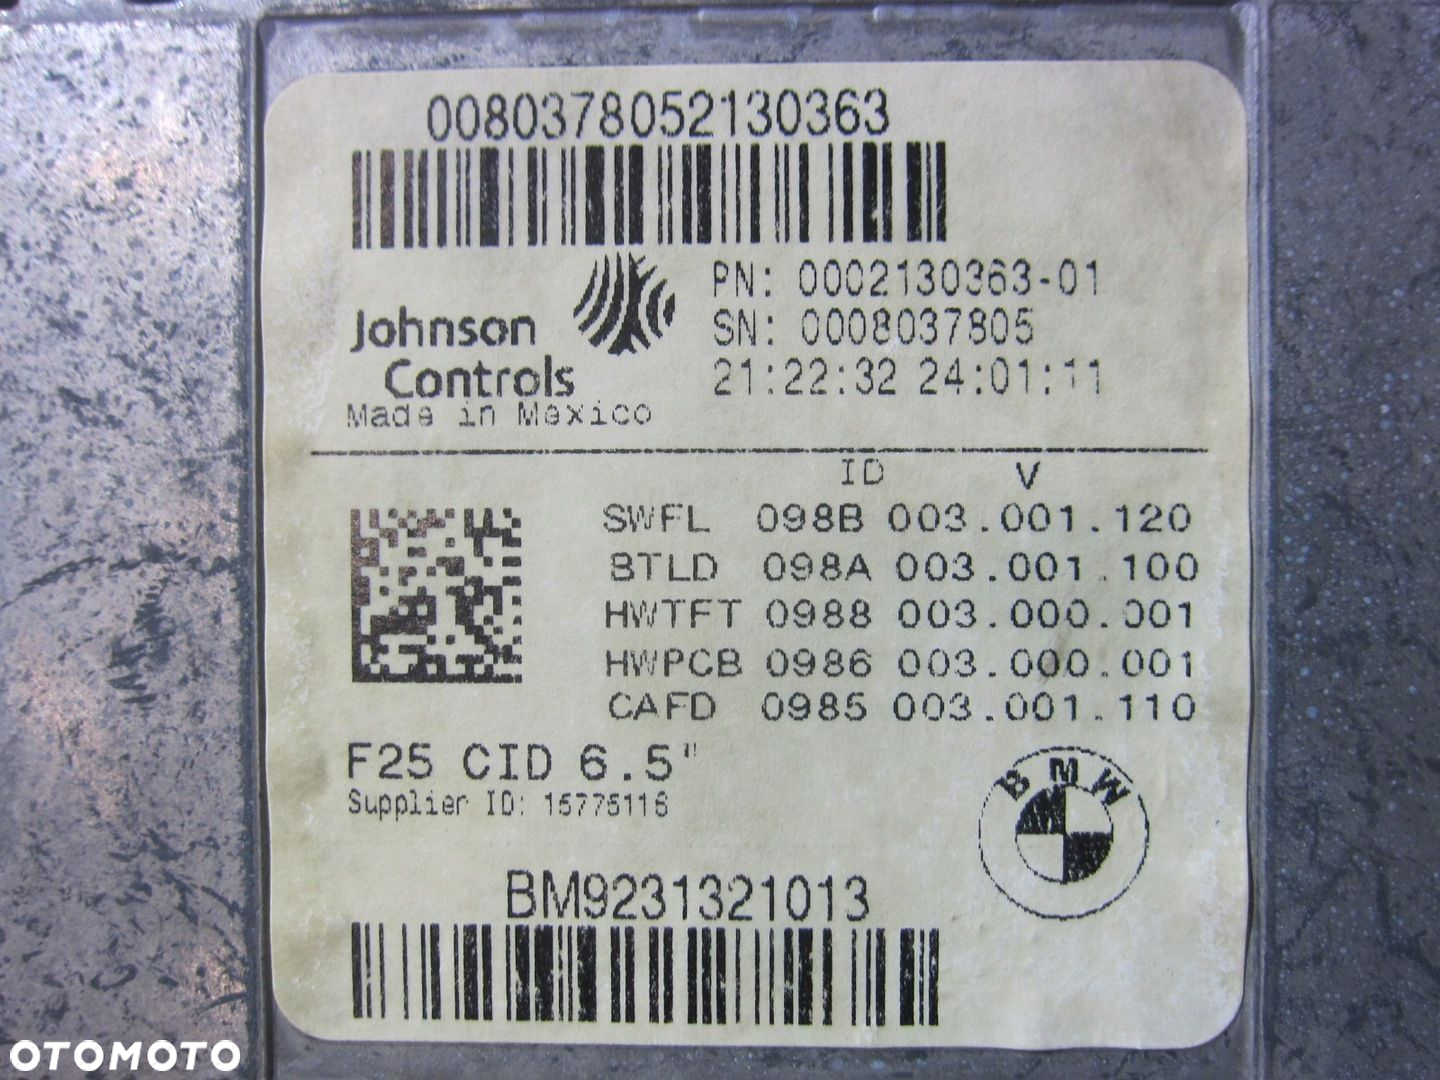 0080378052130363
PN: 0002130363-01
Johnson
Controls
SN: 0008037805
21:22:32 24:01:11
Made in Mexico
ID V
SWFL 098B 003.001.120
BTLD 098A 003.001.100
HWTFT 0988 003.000.001
HWPCB 0986 003.000.001
CAFD 0985 003.001.110
F25 CID 6.5"
Supplier ID: 15775116
BMW
BM9231321013
OTOMOTO